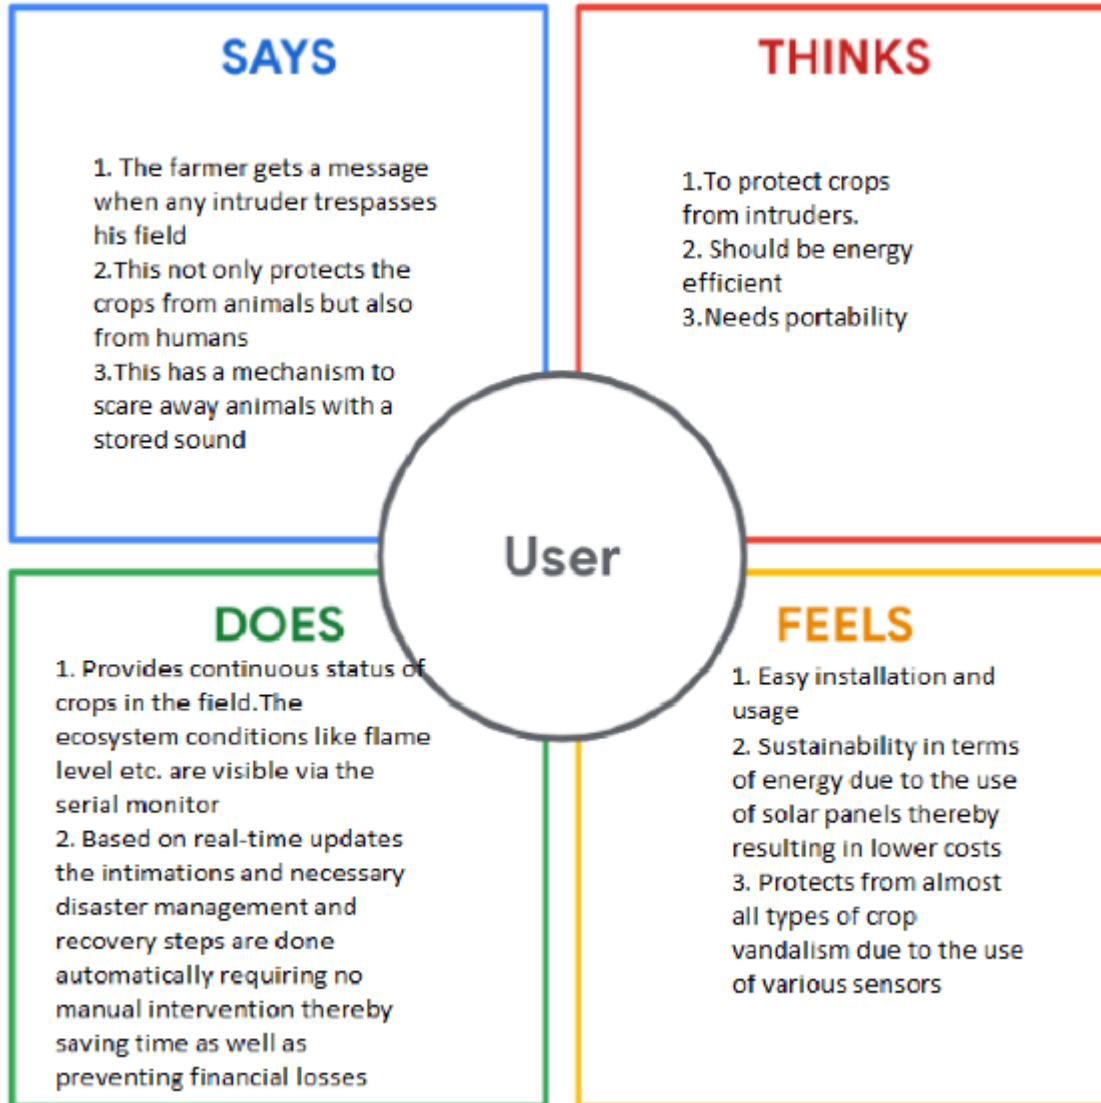 SAYS
1. The farmer gets a message
when any intruder trespasses
his field
2.This not only protects the
crops from animals but also
from humans
3.This has a mechanism to
scare away animals with a
stored sound
THINKS
1.To protect crops
from intruders.
2. Should be energy
efficient
3.Needs portability
User
DOES
1. Provides continuous status of
crops in the field.The
ecosystem conditions like flame
level etc. are visible via the
serial monitor
2. Based on real-time updates
the intimations and necessary
disaster management and
recovery steps are done
automatically requiring no
manual intervention thereby
saving time as well as
preventing financial losses
FEELS
1. Easy installation and
usage
2. Sustainability in terms
of energy due to the use
of solar panels thereby
resulting in lower costs
3. Protects from almost
all types of crop
vandalism due to the use
of various sensors